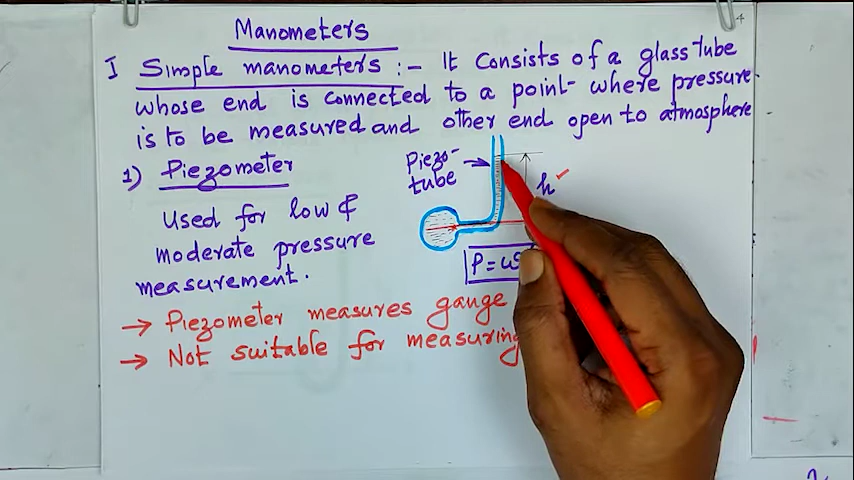 Manometers
I Simple manometers :- It consists of a glass tube
whose end is connected to a point where pressure
is to be measured and other end open to atmosphere
1) Piezometer
Piezo-
tube
h
Used for low &
moderate pressure
measurement.
P = w
→ Piezometer measures gauge
→ Not suitable for measuring